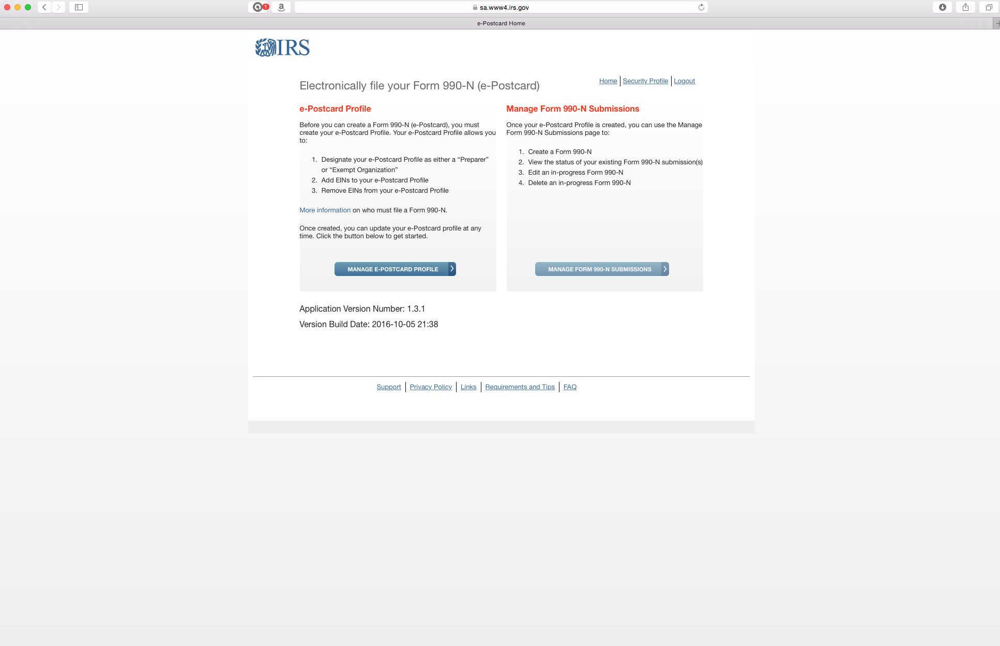 1
a
sa.www4.irs.gov
e-Postcard Home
IRS
Electronically file your Form 990-N (e-Postcard)
Home
Security Profile
Logout
e-Postcard Profile
Before you can create a Form 990-N (e-Postcard), you must
create your e-Postcard Profile. Your e-Postcard Profile allows you
to:
1. Designate your e-Postcard Profile as either a “Preparer”
or “Exempt Organization”
2. Add EINs to your e-Postcard Profile
3. Remove EINs from your e-Postcard Profile
More information on who must file a Form 990-N.
Once created, you can update your e-Postcard profile at any
time. Click the button below to get started.
MANAGE E-POSTCARD PROFILE
Manage Form 990-N Submissions
Once your e-Postcard Profile is created, you can use the Manage
Form 990-N Submissions page to:
1. Create a Form 990-N
2. View the status of your existing Form 990-N submission(s)
3. Edit an in-progress Form 990-N
4. Delete an in-progress Form 990-N
MANAGE FORM 990-N SUBMISSIONS
Application Version Number: 1.3.1
Version Build Date: 2016-10-05 21:38
Support
Privacy Policy
Links
Requirements and Tips
FAQ